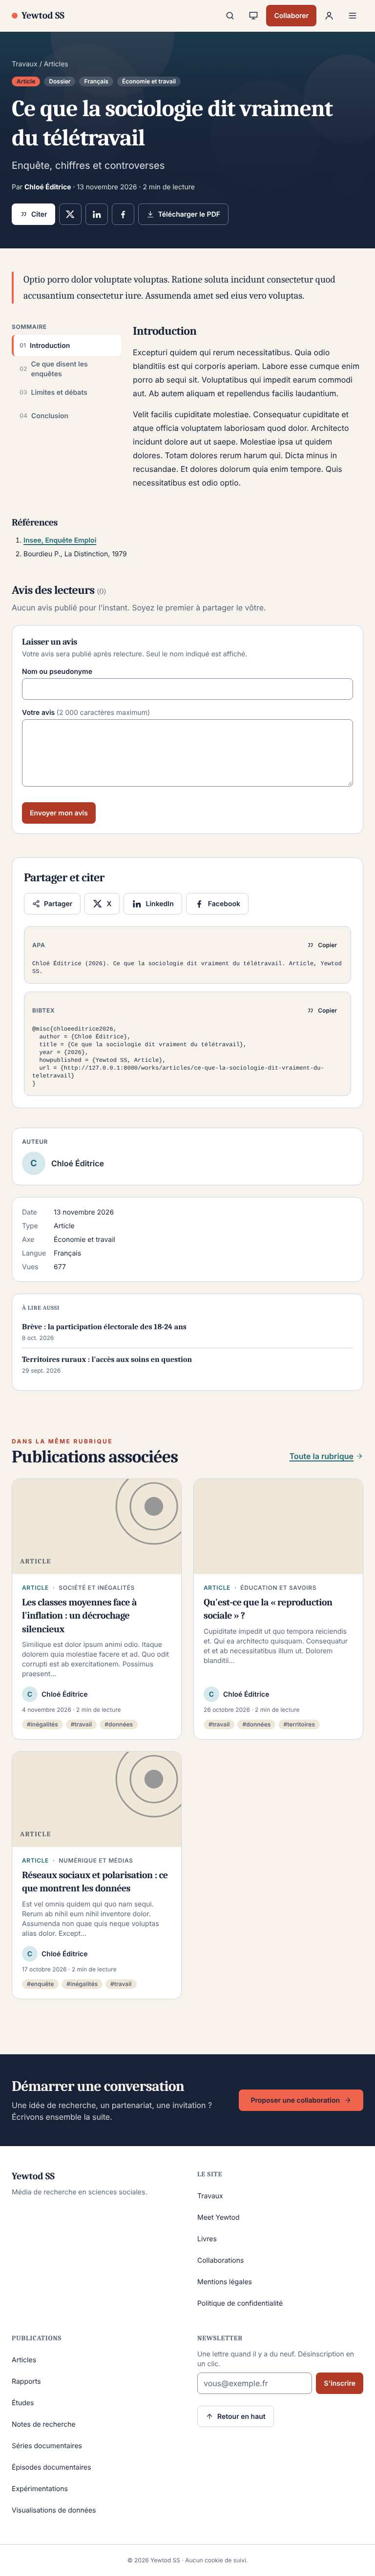 Yewtod SS
Collaborer
Travaux / Articles
Article Dossier Français Économie et travail
Ce que la sociologie dit vraiment
du télétravail
Enquête, chiffres et controverses
Par Chloé Éditrice · 13 novembre 2026 · 2 min de lecture
Citer
Télécharger le PDF
Optio porro dolor voluptate voluptas. Ratione soluta incidunt consectetur quod
accusantium consectetur iure. Assumenda amet sed eius vero voluptas.
SOMMAIRE
01 Introduction
02 Ce que disent les
enquêtes
03 Limites et débats
04 Conclusion
Introduction
Excepturi quidem qui rerum necessitatibus. Quia odio
blanditiis est qui corporis aperiam. Labore esse cumque enim
porro ab sequi sit. Voluptatibus qui impedit earum commodi
aut. Ab autem aliquam et repellendus facilis laudantium.
Velit facilis cupiditate molestiae. Consequatur cupiditate et
atque officia voluptatem laboriosam quod dolor. Architecto
incidunt dolore aut ut saepe. Molestiae ipsa ut quidem
dolores. Totam dolores rerum harum qui. Dicta minus in
recusandae. Et dolores corporis quia enim tempore. Quis
necessitatibus est odio optio.
Références
1. Insee, Enquête Emploi
2. Bourdieu P., La Distinction, 1979
Avis des lecteurs (0)
Aucun avis publié pour l'instant. Soyez le premier à partager le vôtre.
Laisser un avis
Votre avis sera publié après relecture. Seul le nom indiqué est affiché.
Nom ou pseudonyme
Votre avis (2 000 caractères maximum)
Envoyer mon avis
Partager et citer
Partager
X
LinkedIn
Facebook
APA
Copier
Chloé Éditrice (2026). Ce que la sociologie dit vraiment du télétravail. Article, Yewtod
SS.
BIBTEX
Copier
@misc{chloeeditrice2026,
author = {Chloé Éditrice},
title = {Ce que la sociologie dit vraiment du télétravail},
year = {2026},
howpublished = {Yewtod SS, Article},
url = {http://127.0.0.1:8000/works/articles/ce-que-la-sociologie-dit-vraiment-du-
teletravail}
}
AUTEUR
C Chloé Éditrice
Date 13 novembre 2026
Type Article
Axe Économie et travail
Langue Français
Vues 677
À LIRE AUSSI
Brève : la participation électorale des 18-24 ans
8 oct. 2026
Territoires ruraux : l'accès aux soins en question
29 sept. 2026
DANS LA MÊME RUBRIQUE
Publications associées
Toute la rubrique →
ARTICLE
ARTICLE · SOCIÉTÉ ET INÉGALITÉS
Les classes moyennes face à
l'inflation : un décrochage
silencieux
Similique est dolor ipsum animi odio. Itaque
dolorem quia molestiae facere et ad. Quo odit
corrupti est ab exercitationem. Possimus
praesent...
C Chloé Éditrice
4 novembre 2026 · 2 min de lecture
#inégalités #travail #données
ARTICLE · ÉDUCATION ET SAVOIRS
Qu'est-ce que la « reproduction
sociale » ?
Cupiditate impedit ut quo tempora reiciendis
et. Qui ea architecto quisquam. Consequatur
et et ab necessitatibus illum ut. Dolorem
blanditii...
C Chloé Éditrice
26 octobre 2026 · 2 min de lecture
#travail #données #territoires
ARTICLE
ARTICLE · NUMÉRIQUE ET MÉDIAS
Réseaux sociaux et polarisation : ce
que montrent les données
Est vel omnis quidem qui quo nam sequi.
Rerum ab nihil eum nihil inventore dolor.
Assumenda non quae quis neque voluptas
alias dolor. Except...
C Chloé Éditrice
17 octobre 2026 · 2 min de lecture
#enquête #inégalités #travail
Démarrer une conversation
Une idée de recherche, un partenariat, une invitation ?
Écrivons ensemble la suite.
Proposer une collaboration →
Yewtod SS
Média de recherche en sciences sociales.
LE SITE
Travaux
Meet Yewtod
Livres
Collaborations
Mentions légales
Politique de confidentialité
PUBLICATIONS
Articles
Rapports
Études
Notes de recherche
Séries documentaires
Épisodes documentaires
Expérimentations
Visualisations de données
NEWSLETTER
Une lettre quand il y a du neuf. Désinscription en
un clic.
vous@exemple.fr
S'inscrire
↑ Retour en haut
© 2026 Yewtod SS · Aucun cookie de suivi.